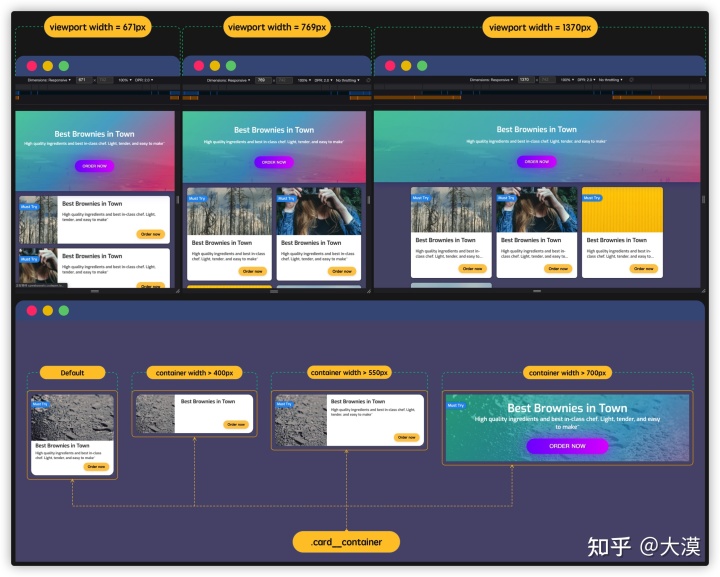 viewport width = 671px
viewport width = 769px
viewport width = 1370px
Dimensions: Responsive 671 × 100% DPR: 2.0
Dimensions: Responsive 769 × 100% DPR: 2.0 No throttling
Dimensions: Responsive 1370 × 100% DPR: 2.0 No throttling
Best Brownies in Town
High quality ingredients and best in-class chef. Light, tender, and easy to make~
ORDER NOW
Must Try
Best Brownies in Town
High quality ingredients and best in-class chef. Light,
tender, and easy to make~
Order now
Must Try
Best Brownies in Town
High quality ingredients and best in-class chef. Light,
tender, and easy to make~
Order now
Best Brownies in Town
High quality ingredients and best in-class chef. Light, tender, and easy to make~
ORDER NOW
Must Try
Best Brownies in Town
High quality ingredients and best in-class
chef. Light, tender, and easy to make~
Order now
Must Try
Best Brownies in Town
High quality ingredients and best in-class
chef. Light, tender, and easy to make~
Order now
Best Brownies in Town
High quality ingredients and best in-class chef. Light, tender, and easy to make~
ORDER NOW
Must Try
Best Brownies in Town
High quality ingredients and best in-
class chef. Light, tender, and easy to...
Order now
Must Try
Best Brownies in Town
High quality ingredients and best in-
class chef. Light, tender, and easy to...
Order now
Must Try
Best Brownies in Town
High quality ingredients and best in-
class chef. Light, tender, and easy to...
Order now
Default
container width > 400px
container width > 550px
container width > 700px
Must Try
Best Brownies in Town
High quality ingredients and best in-class
chef. Light, tender, and easy to make~
Order now
Best Brownies in Town
Order now
Must Try
Best Brownies in Town
High quality ingredients and best in-class chef. Light,
tender, and easy to make~
Order now
Must Try
Best Brownies in Town
High quality ingredients and best in-class chef. Light, tender, and easy
to make~
ORDER NOW
.card__container
知乎 @大漠